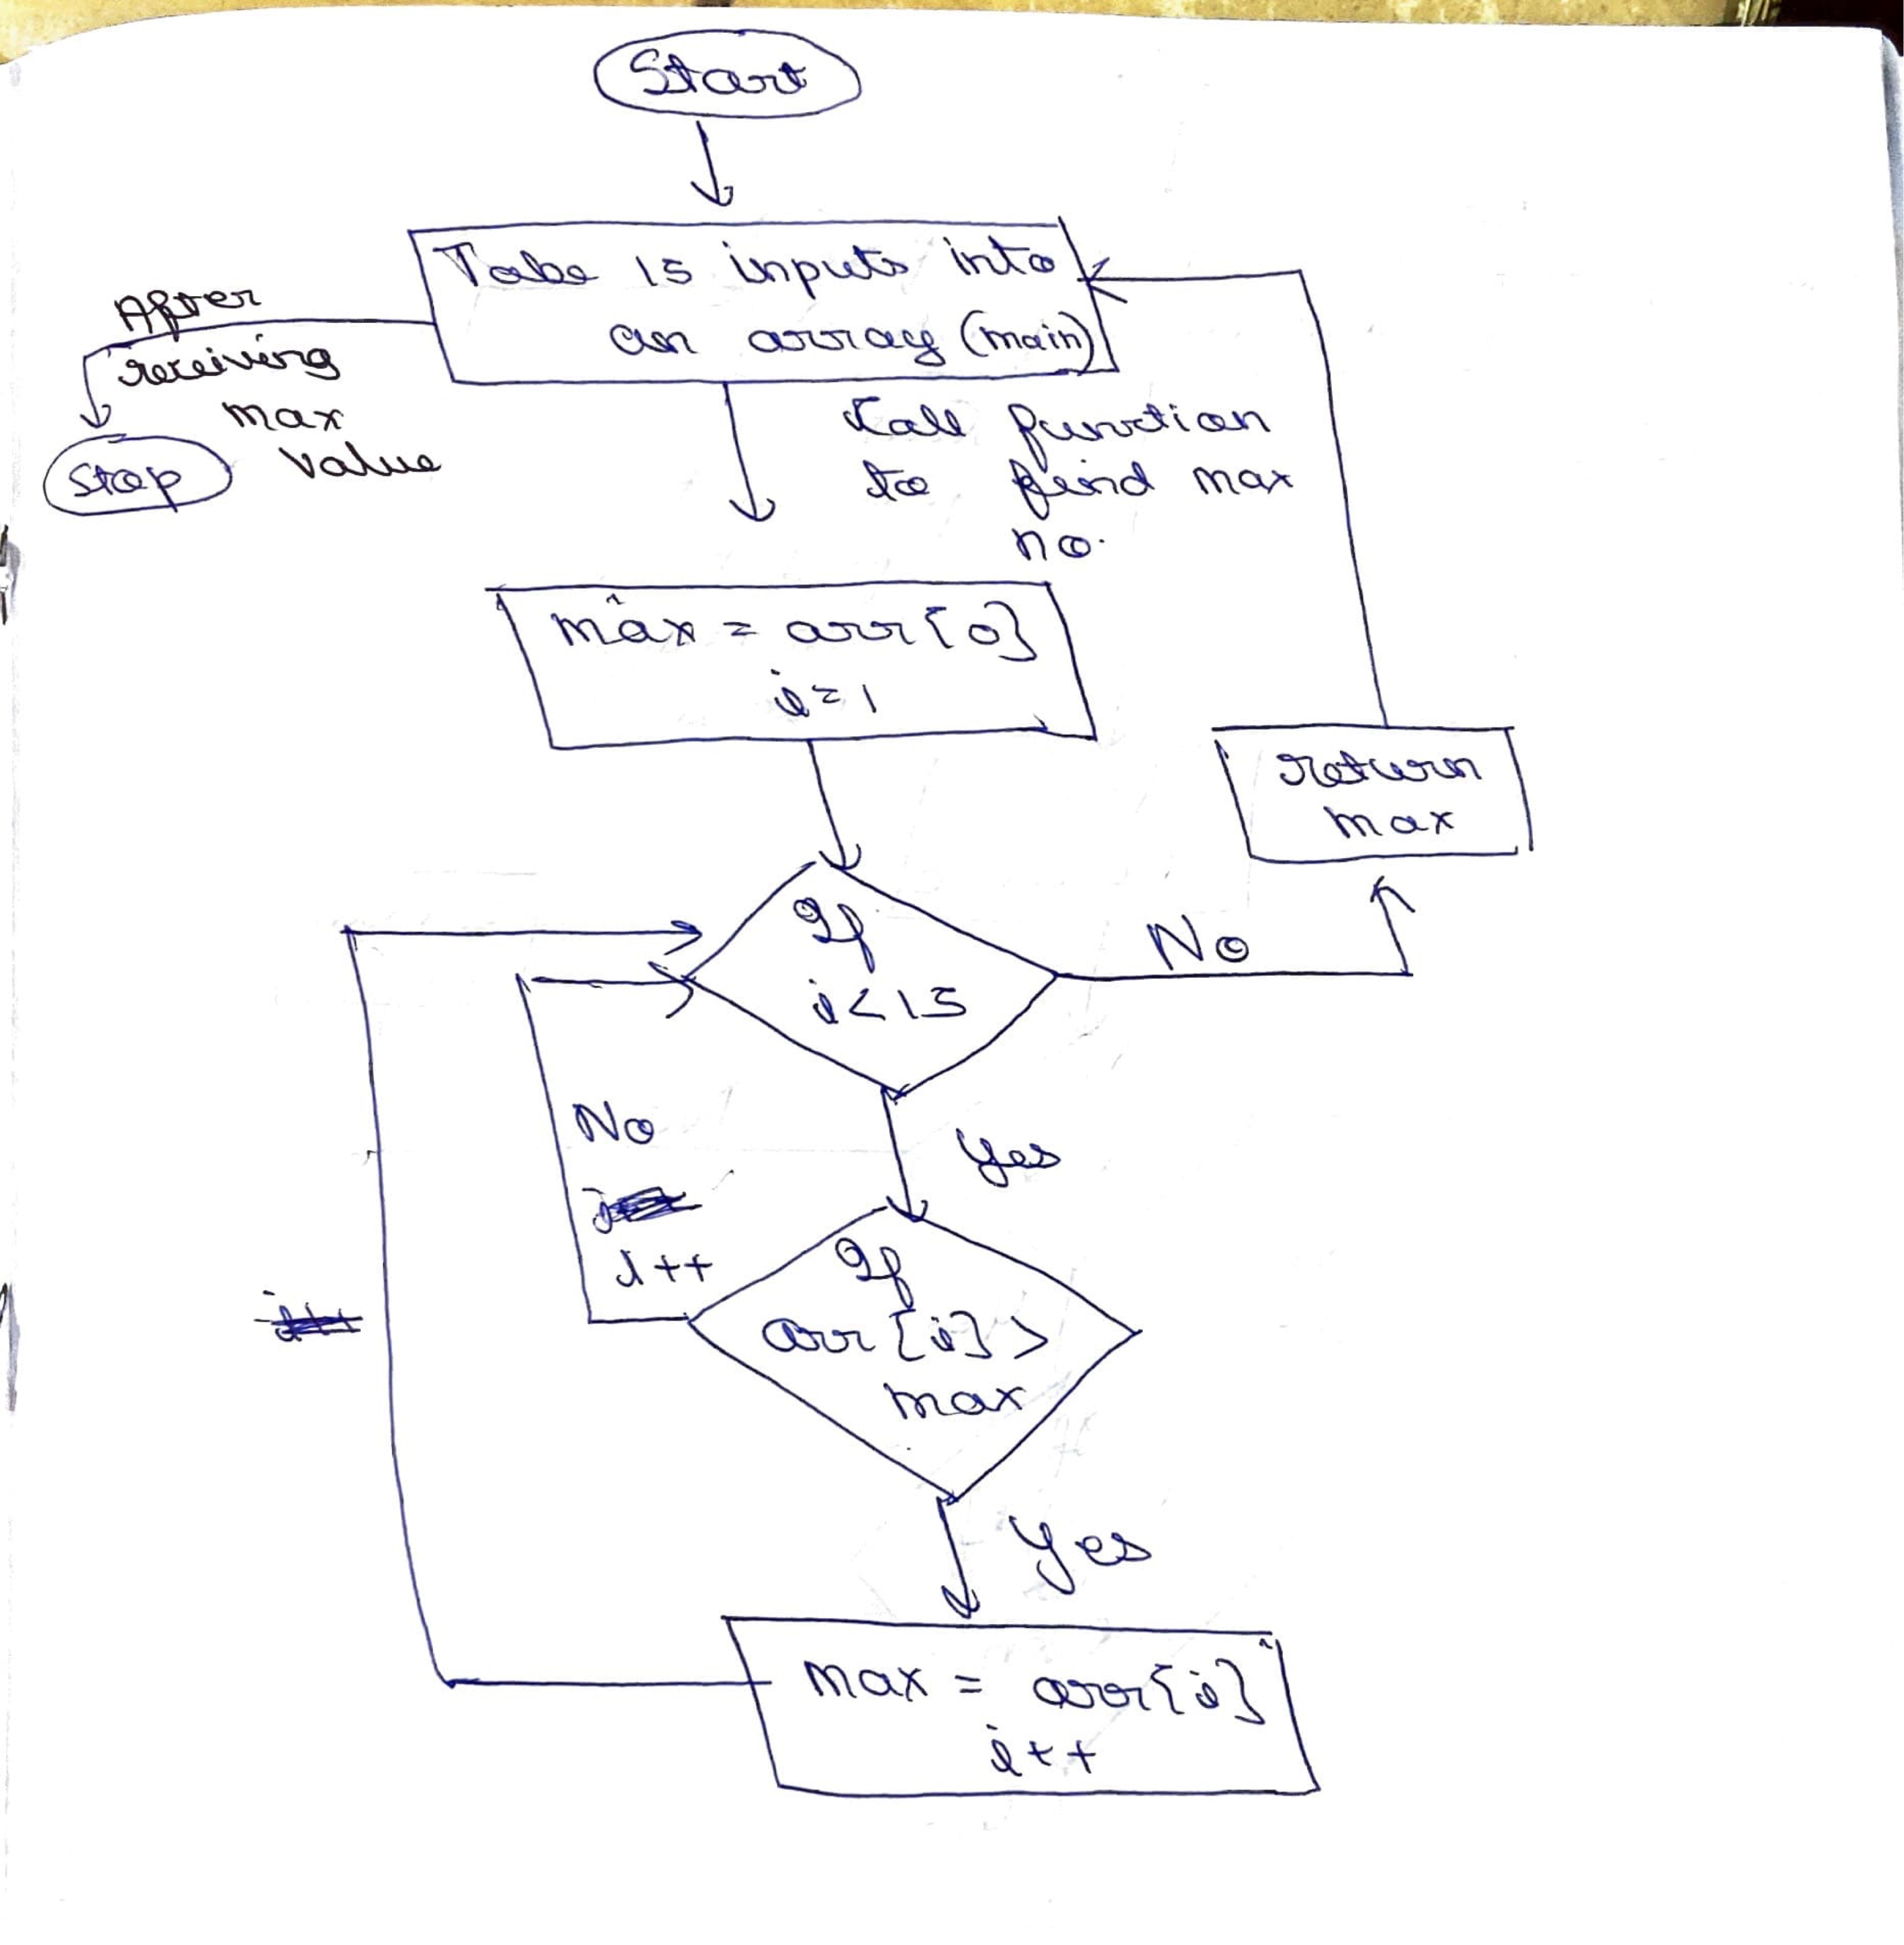 Start
Take 15 inputs into
an array (main)
After
receiving
max
value
Stop
Call function
to find max
no.
max = arr[0]
i=1
return
max
If
i<15
No
Yes
No
i++
If
arr[i]>
max
Yes
max = arr[i]
i++